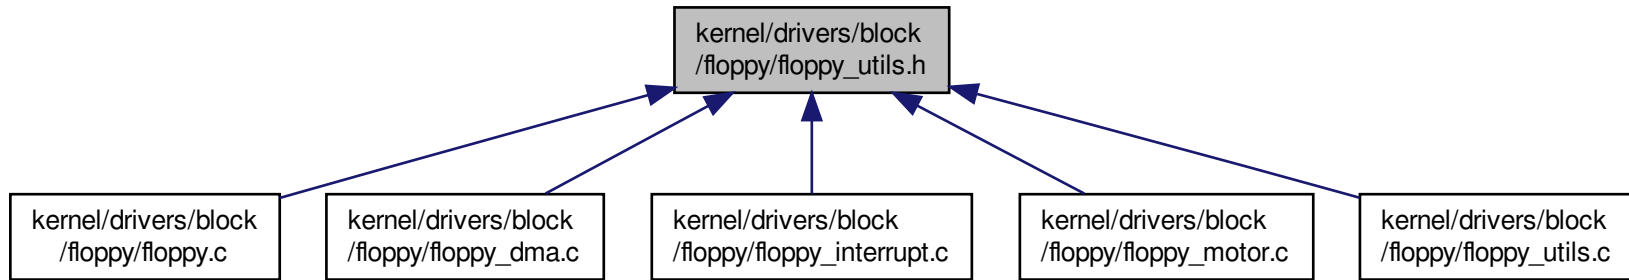 kernel/drivers/block
/floppy/floppy_utils.h
kernel/drivers/block
/floppy/floppy.c
kernel/drivers/block
/floppy/floppy_dma.c
kernel/drivers/block
/floppy/floppy_interrupt.c
kernel/drivers/block
/floppy/floppy_motor.c
kernel/drivers/block
/floppy/floppy_utils.c